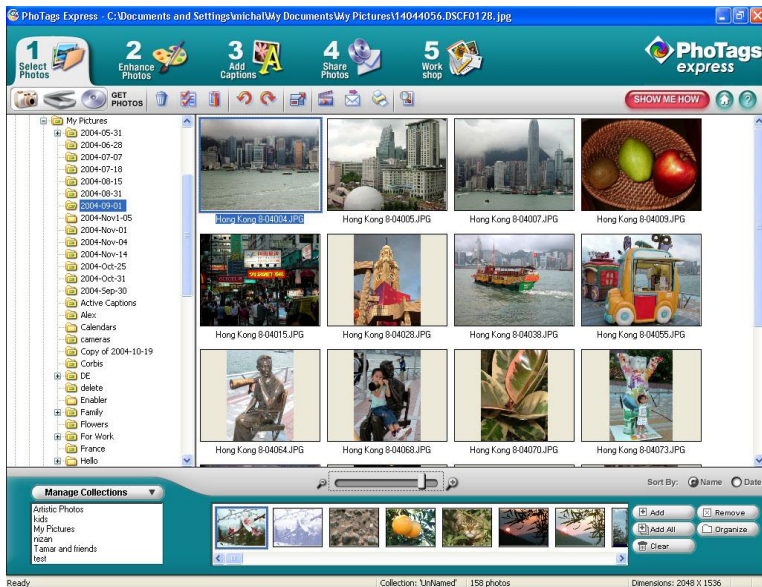 PhoTags Express - C:\Documents and Settings\michal\My Documents\My Pictures\14044056.DSCF0128.jpg
1 Select Photos
2 Enhance Photos
3 Add Captions
4 Share Photos
5 Work shop
PhoTags express
GET PHOTOS
SHOW ME HOW
My Pictures
2004-05-31
2004-06-28
2004-07-07
2004-07-18
2004-08-15
2004-08-31
2004-09-01
2004-Nov1-05
2004-Nov-01
2004-Nov-04
2004-Nov-14
2004-Oct-25
2004-Oct-31
2004-Sep-30
Active Captions
Alex
Calendars
cameras
Copy of 2004-10-19
Corbis
DE
delete
Enabler
Family
Flowers
For Work
France
Hello
Hong Kong 8-04004.JPG
Hong Kong 8-04005.JPG
Hong Kong 8-04007.JPG
Hong Kong 8-04009.JPG
Hong Kong 8-04015.JPG
Hong Kong 8-04028.JPG
Hong Kong 8-04038.JPG
Hong Kong 8-04055.JPG
Hong Kong 8-04064.JPG
Hong Kong 8-04068.JPG
Hong Kong 8-04070.JPG
Hong Kong 8-04073.JPG
Sort By: Name Date
Manage Collections
Artistic Photos
kids
My Pictures
nizan
Tamar and friends
test
Add
Remove
Add All
Organize
Clear
Ready
Collection: 'UnNamed'
158 photos
Dimensions: 2048 X 1536